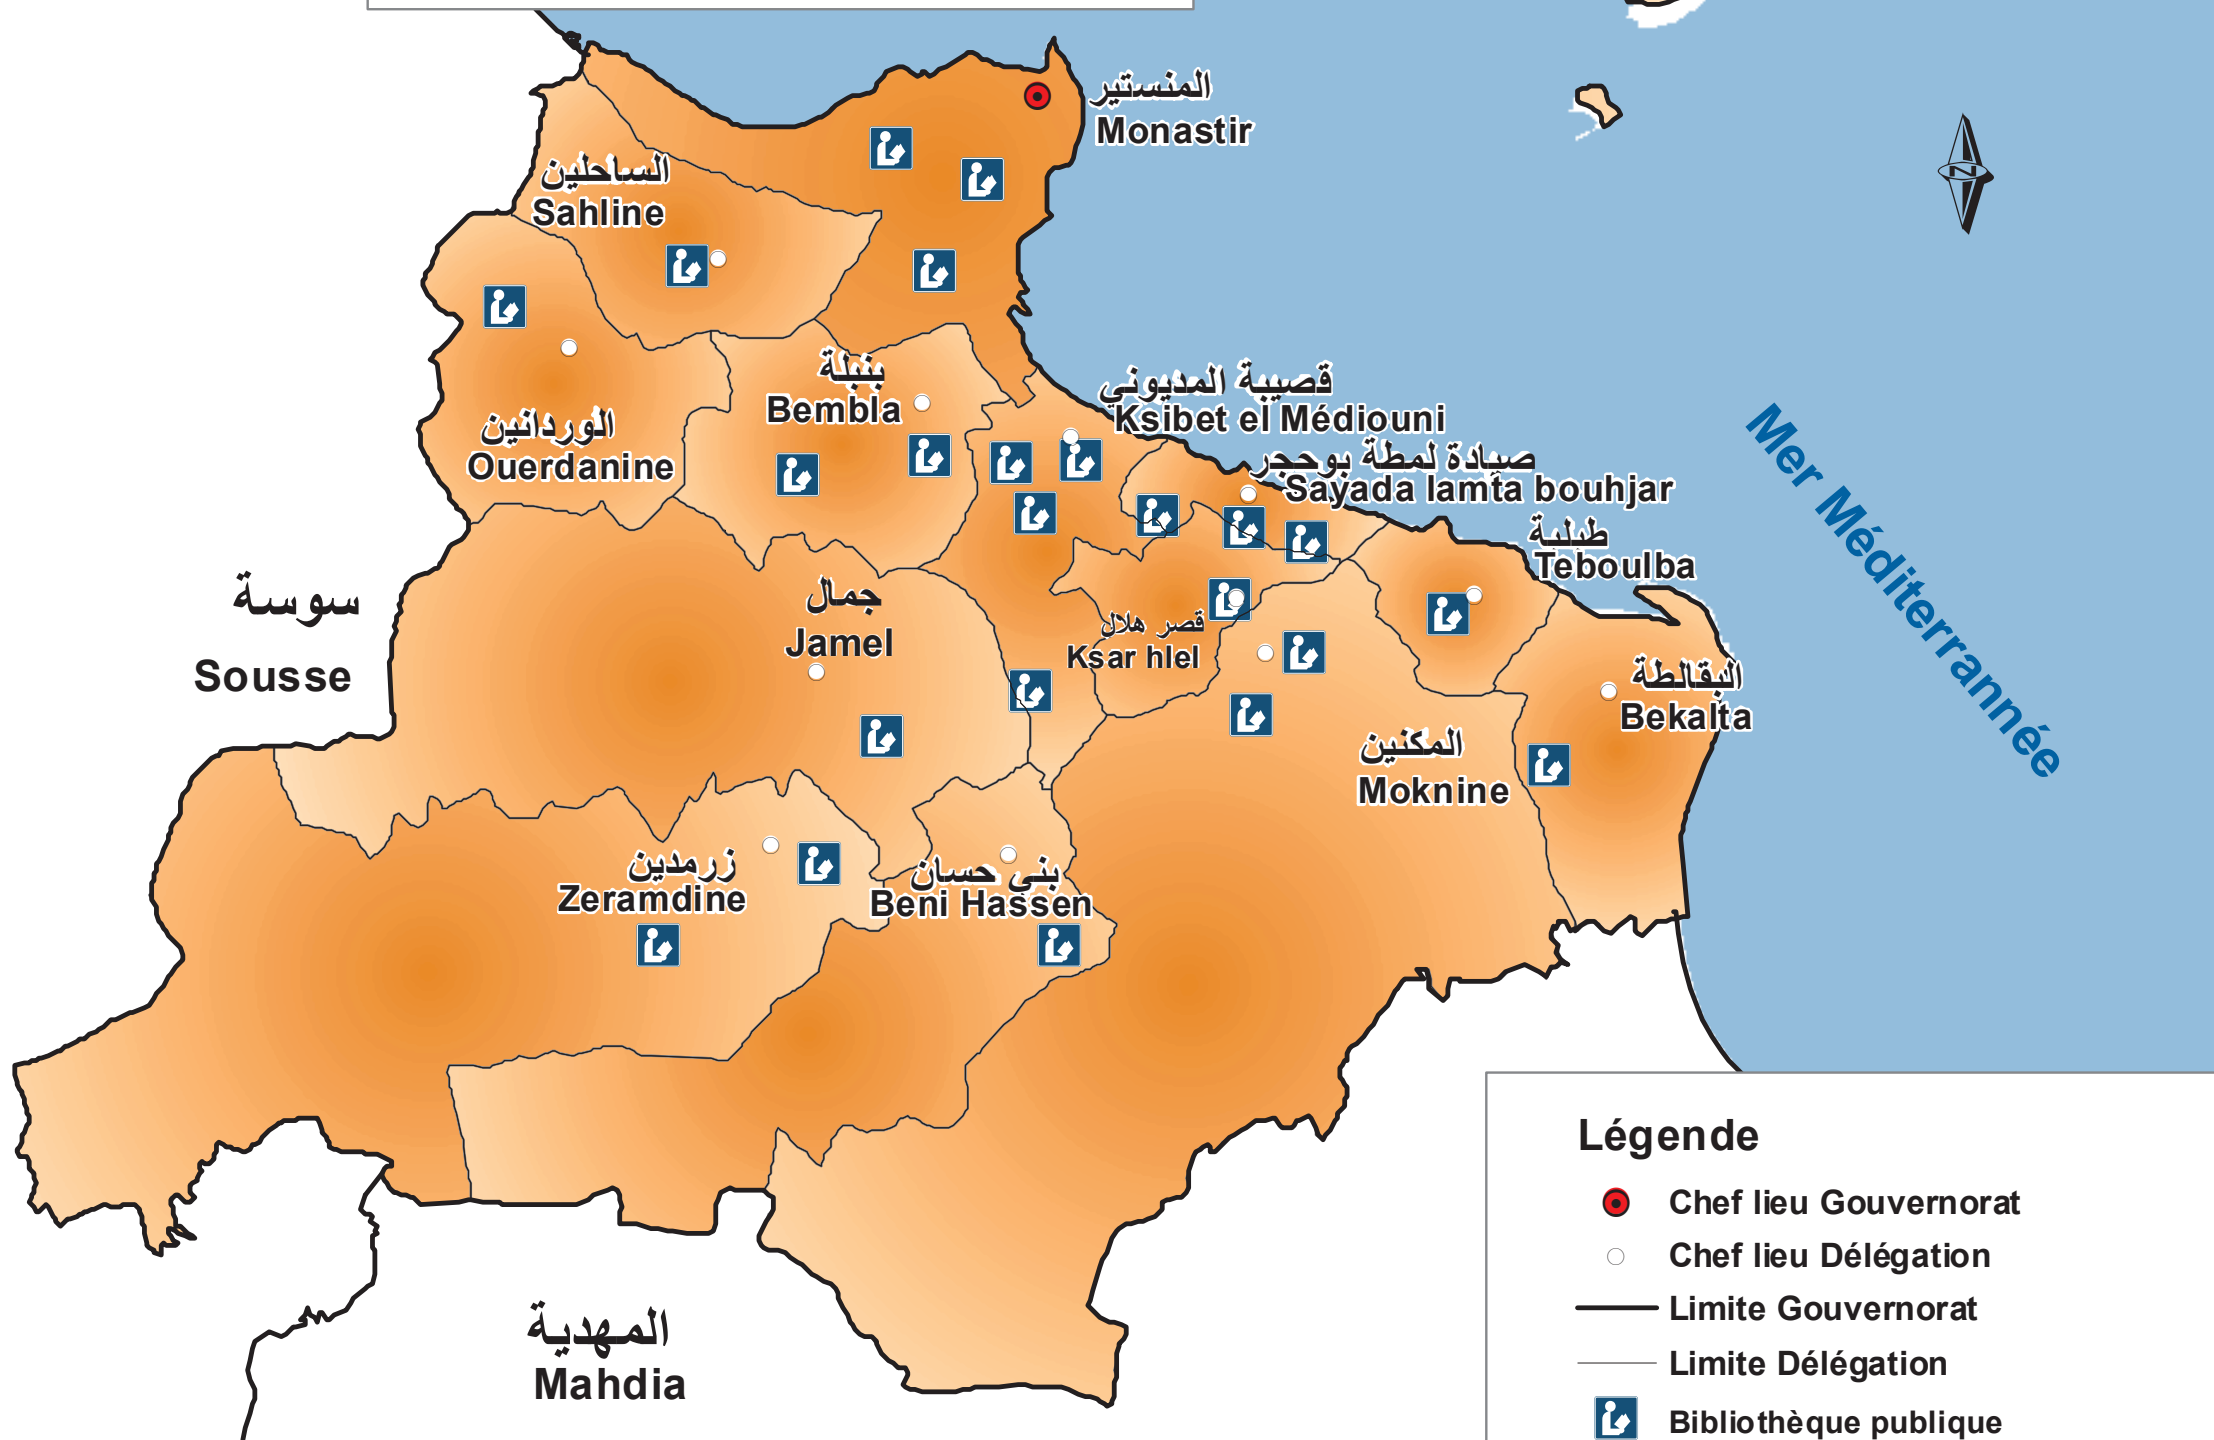 المنستير
Monastir
الساحلين
Sahline
بنبلة
Bembla
قصيبة المديوني
Ksibet el Médiouni
الوردانين
Ouerdanine
صيادة لمطة بوحجر
Sayada lamta bouhjar
طبلبة
Teboulba
Mer Méditerrannée
سوسة
Sousse
جمال
Jamel
قصر هلال
Ksar hlel
البقالطة
Bekalta
المكنين
Moknine
زرمدين
Zeramdine
بني حسان
Beni Hassen
المهدية
Mahdia
N
Légende
Chef lieu Gouvernorat
Chef lieu Délégation
Limite Gouvernorat
Limite Délégation
Bibliothèque publique